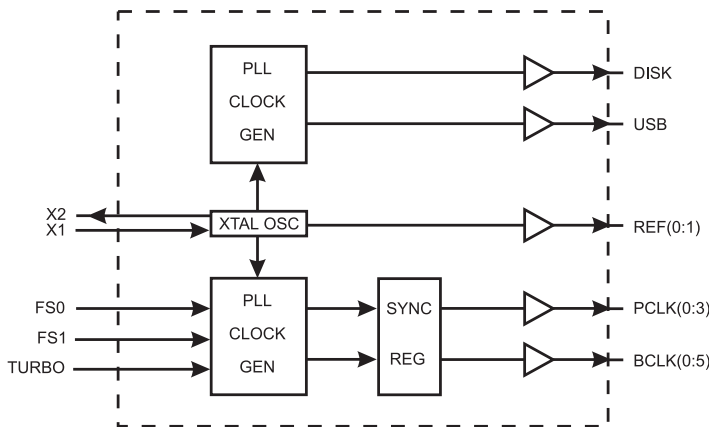 PLL
CLOCK
GEN
DISK
USB
X2
X1
XTAL OSC
REF(0:1)
FS0
FS1
TURBO
PLL
CLOCK
GEN
SYNC
REG
PCLK(0:3)
BCLK(0:5)